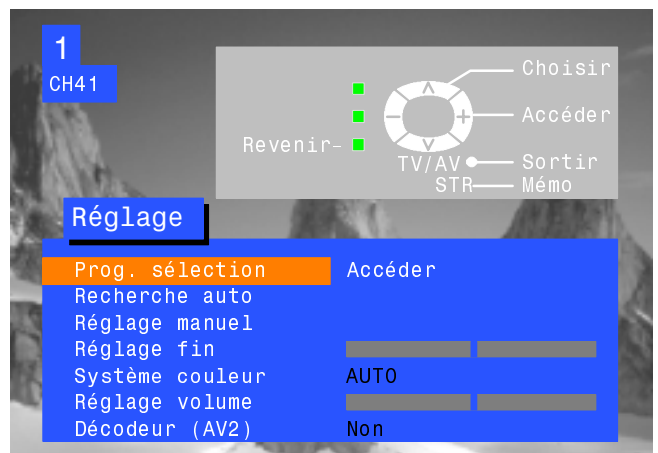 1
CH41
Choisir
Accéder
Revenir-
TV/AV Sortir
STR Mémo
Réglage
Prog. sélection Accéder
Recherche auto
Réglage manuel
Réglage fin
Système couleur AUTO
Réglage volume
Décodeur (AV2) Non